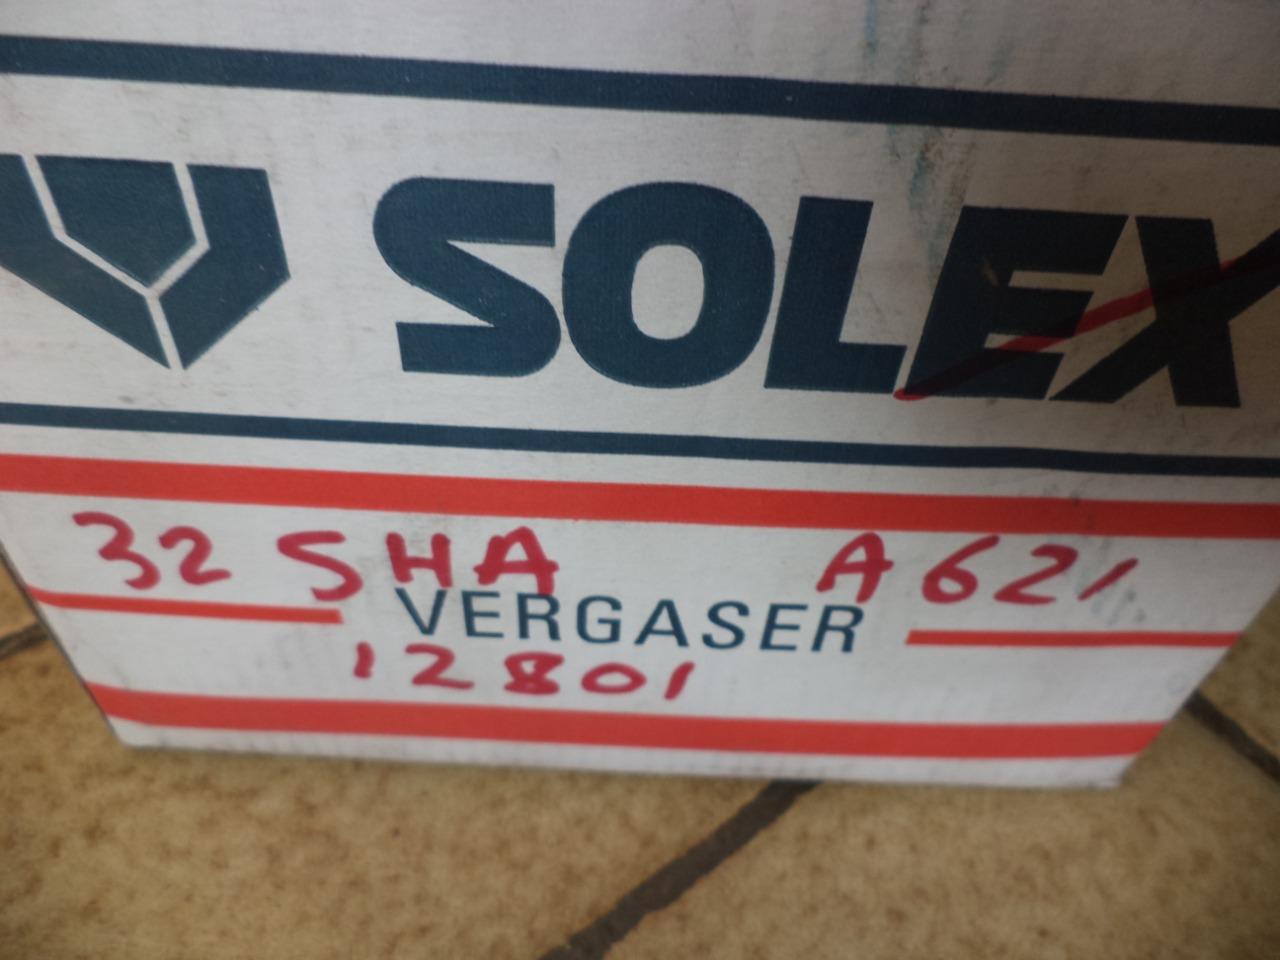 SOLEX
32 SHA A621
VERGASER
12801